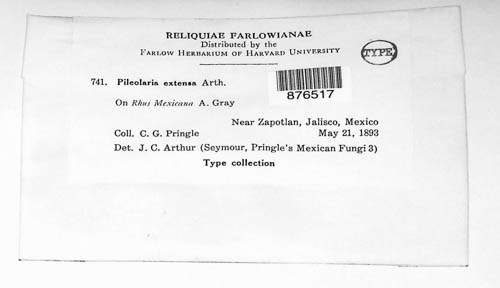 RELIQUIAE FARLOWIANAE
Distributed by the
FARLOW HERBARIUM OF HARVARD UNIVERSITY
TYPE
741. Pileolaria extensa Arth.
876517
On Rhus Mexicana A. Gray
Near Zapotlan, Jalisco, Mexico
Coll. C. G. Pringle May 21, 1893
Det. J. C. Arthur (Seymour, Pringle's Mexican Fungi 3)
Type collection